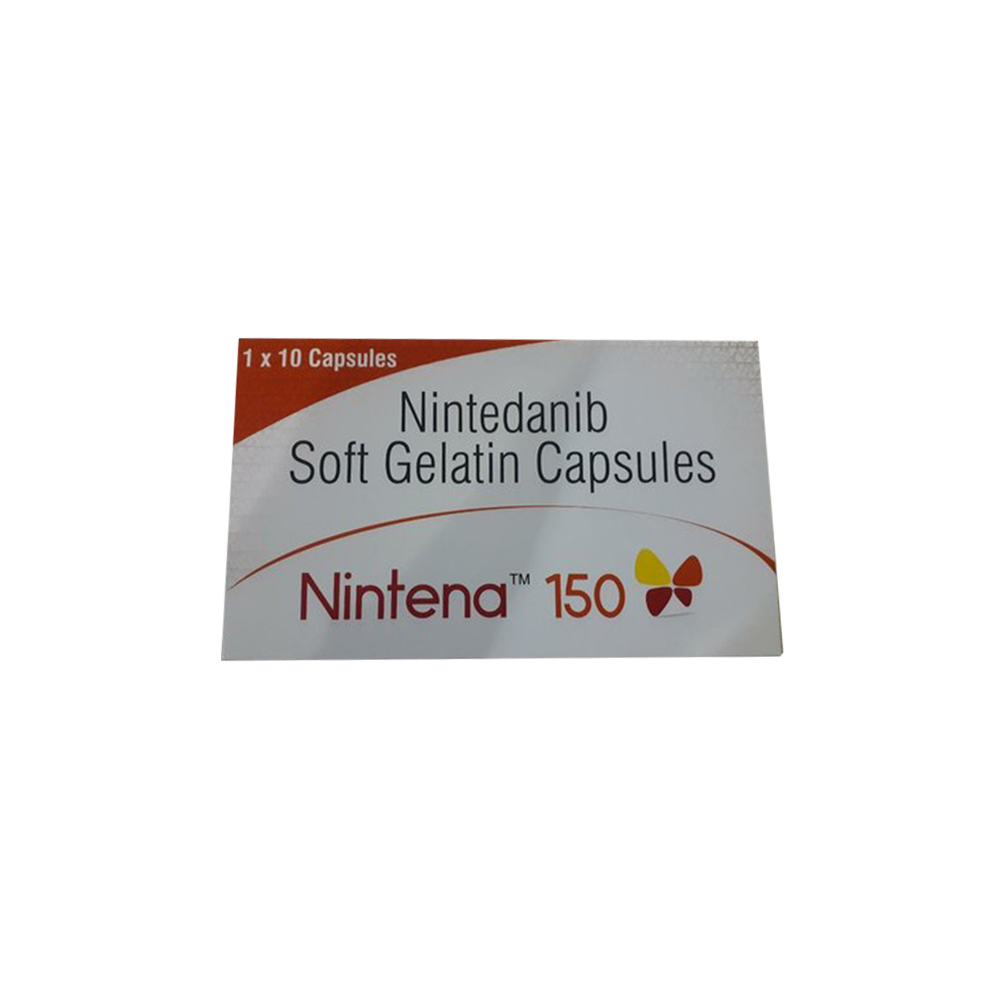 1 x 10 Capsules
Nintedanib
Soft Gelatin Capsules
Nintena™ 150